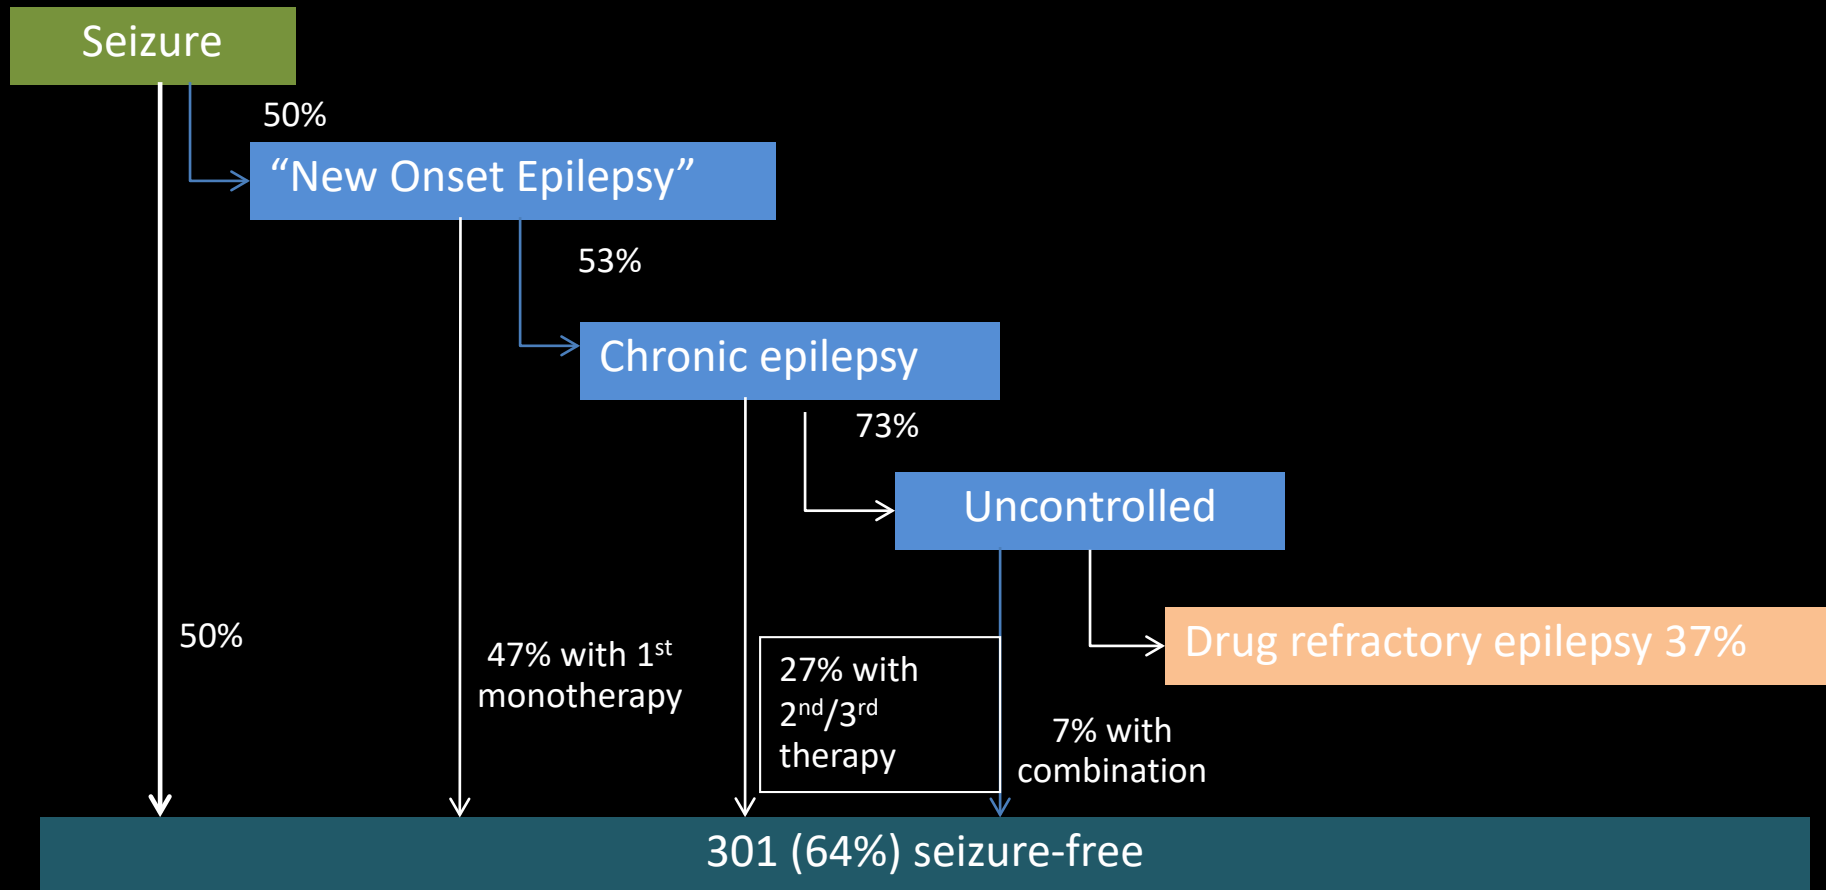 Seizure
50%
“New Onset Epilepsy”
53%
Chronic epilepsy
73%
Uncontrolled
Drug refractory epilepsy 37%
50%
47% with 1st
monotherapy
27% with
2nd/3rd
therapy
7% with
combination
301 (64%) seizure-free